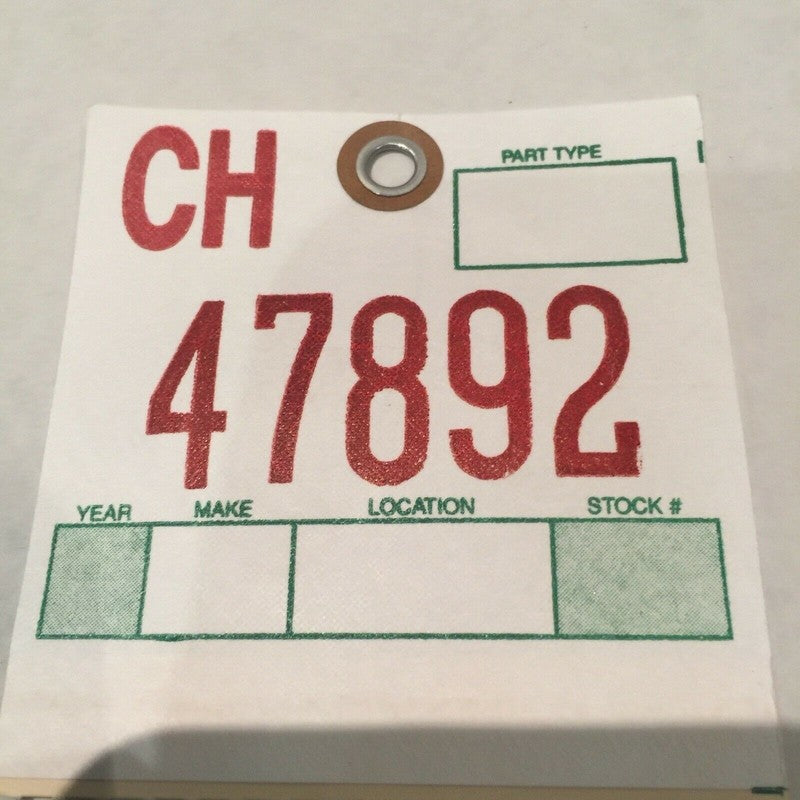 CH
PART TYPE
47892
YEAR MAKE LOCATION STOCK #